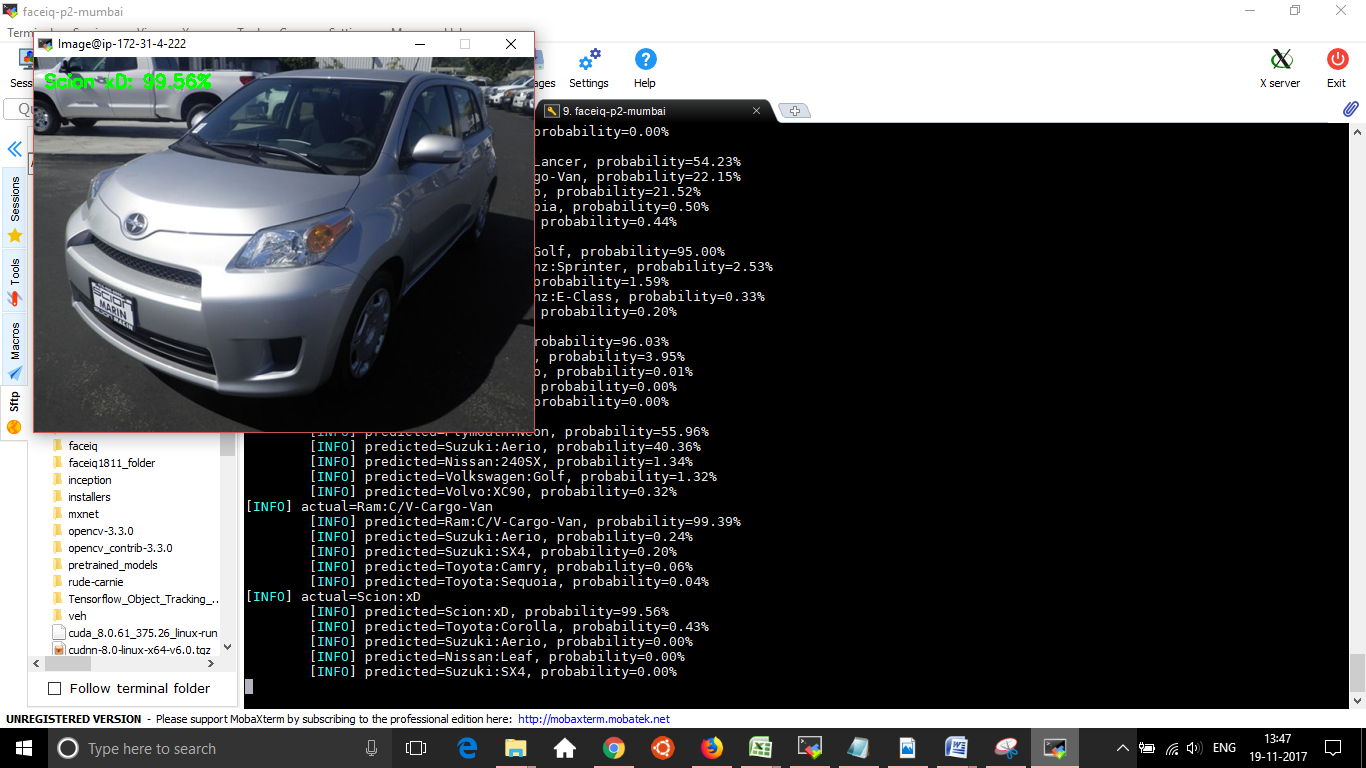 faceiq-p2-mumbai
Image@ip-172-31-4-222
Settings
Help
X server
Exit
Scion xD: 99.56%
9. faceiq-p2-mumbai
Sessions
Tools
Macros
Sftp
SCION
MARIN
probability=0.00%
Lancer, probability=54.23%
go-Van, probability=22.15%
o, probability=21.52%
ia, probability=0.50%
, probability=0.44%
Golf, probability=95.00%
nz:Sprinter, probability=2.53%
probability=1.59%
nz:E-Class, probability=0.33%
probability=0.20%
probability=96.03%
, probability=3.95%
o, probability=0.01%
probability=0.00%
probability=0.00%
[INFO] predicted=Plymouth:Neon, probability=55.96%
[INFO] predicted=Suzuki:Aerio, probability=40.36%
[INFO] predicted=Nissan:240SX, probability=1.34%
[INFO] predicted=Volkswagen:Golf, probability=1.32%
[INFO] predicted=Volvo:XC90, probability=0.32%
[INFO] actual=Ram:C/V-Cargo-Van
[INFO] predicted=Ram:C/V-Cargo-Van, probability=99.39%
[INFO] predicted=Suzuki:Aerio, probability=0.24%
[INFO] predicted=Suzuki:SX4, probability=0.20%
[INFO] predicted=Toyota:Camry, probability=0.06%
[INFO] predicted=Toyota:Sequoia, probability=0.04%
[INFO] actual=Scion:xD
[INFO] predicted=Scion:xD, probability=99.56%
[INFO] predicted=Toyota:Corolla, probability=0.43%
[INFO] predicted=Suzuki:Aerio, probability=0.00%
[INFO] predicted=Nissan:Leaf, probability=0.00%
[INFO] predicted=Suzuki:SX4, probability=0.00%
faceiq
faceiq1811_folder
inception
installers
mxnet
opencv-3.3.0
opencv_contrib-3.3.0
pretrained_models
rude-carnie
Tensorflow_Object_Tracking_...
veh
cuda_8.0.61_375.26_linux-run
cudnn-8.0-linux-x64-v6.0.tgz
Follow terminal folder
UNREGISTERED VERSION - Please support MobaXterm by subscribing to the professional edition here: http://mobaxterm.mobatek.net
Type here to search
ENG
13:47
19-11-2017